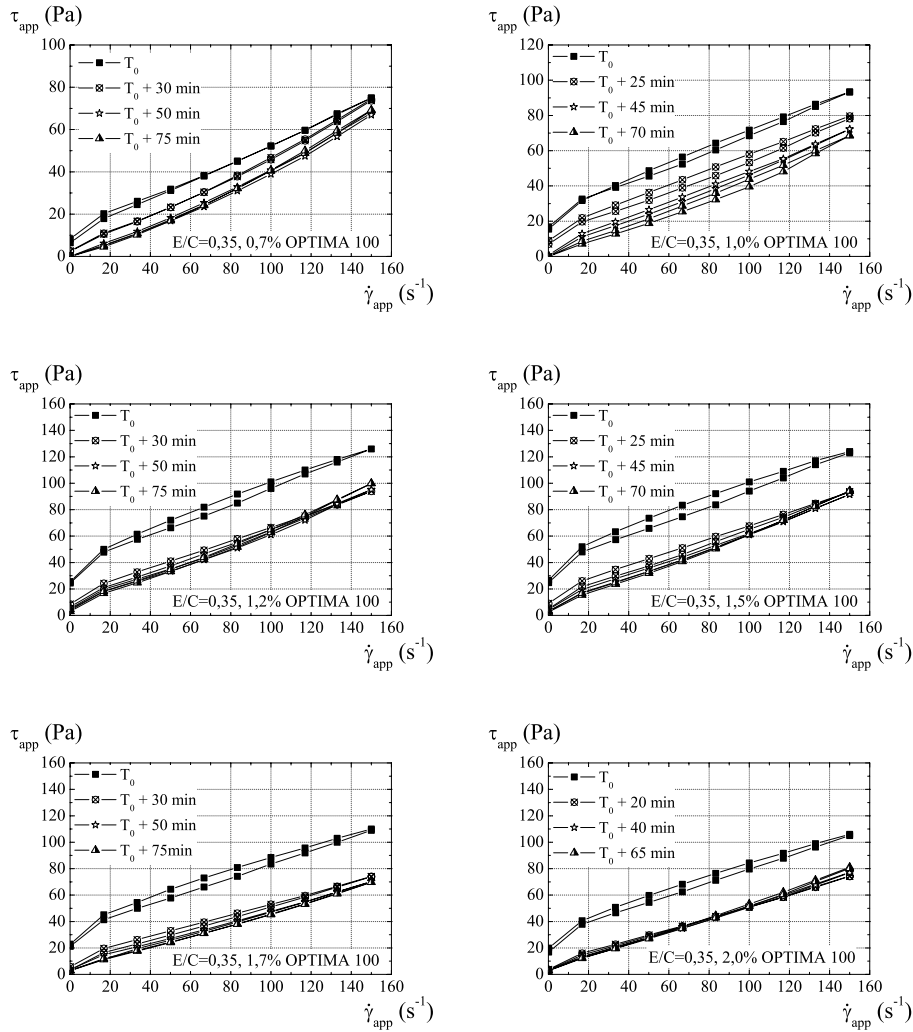 τapp (Pa)
100
80
60
40
20
0
T0
T0 + 30 min
T0 + 50 min
T0 + 75 min
E/C=0,35, 0,7% OPTIMA 100
0 20 40 60 80 100 120 140 160
γ̇app (s-1)
τapp (Pa)
120
100
80
60
40
20
0
T0
T0 + 25 min
T0 + 45 min
T0 + 70 min
E/C=0,35, 1,0% OPTIMA 100
0 20 40 60 80 100 120 140 160
γ̇app (s-1)
τapp (Pa)
160
140
120
100
80
60
40
20
0
T0
T0 + 30 min
T0 + 50 min
T0 + 75 min
E/C=0,35, 1,2% OPTIMA 100
0 20 40 60 80 100 120 140 160
γ̇app (s-1)
τapp (Pa)
160
140
120
100
80
60
40
20
0
T0
T0 + 25 min
T0 + 45 min
T0 + 70 min
E/C=0,35, 1,5% OPTIMA 100
0 20 40 60 80 100 120 140 160
γ̇app (s-1)
τapp (Pa)
160
140
120
100
80
60
40
20
0
T0
T0 + 30 min
T0 + 50 min
T0 + 75min
E/C=0,35, 1,7% OPTIMA 100
0 20 40 60 80 100 120 140 160
γ̇app (s-1)
τapp (Pa)
160
140
120
100
80
60
40
20
0
T0
T0 + 20 min
T0 + 40 min
T0 + 65 min
E/C=0,35, 2,0% OPTIMA 100
0 20 40 60 80 100 120 140 160
γ̇app (s-1)